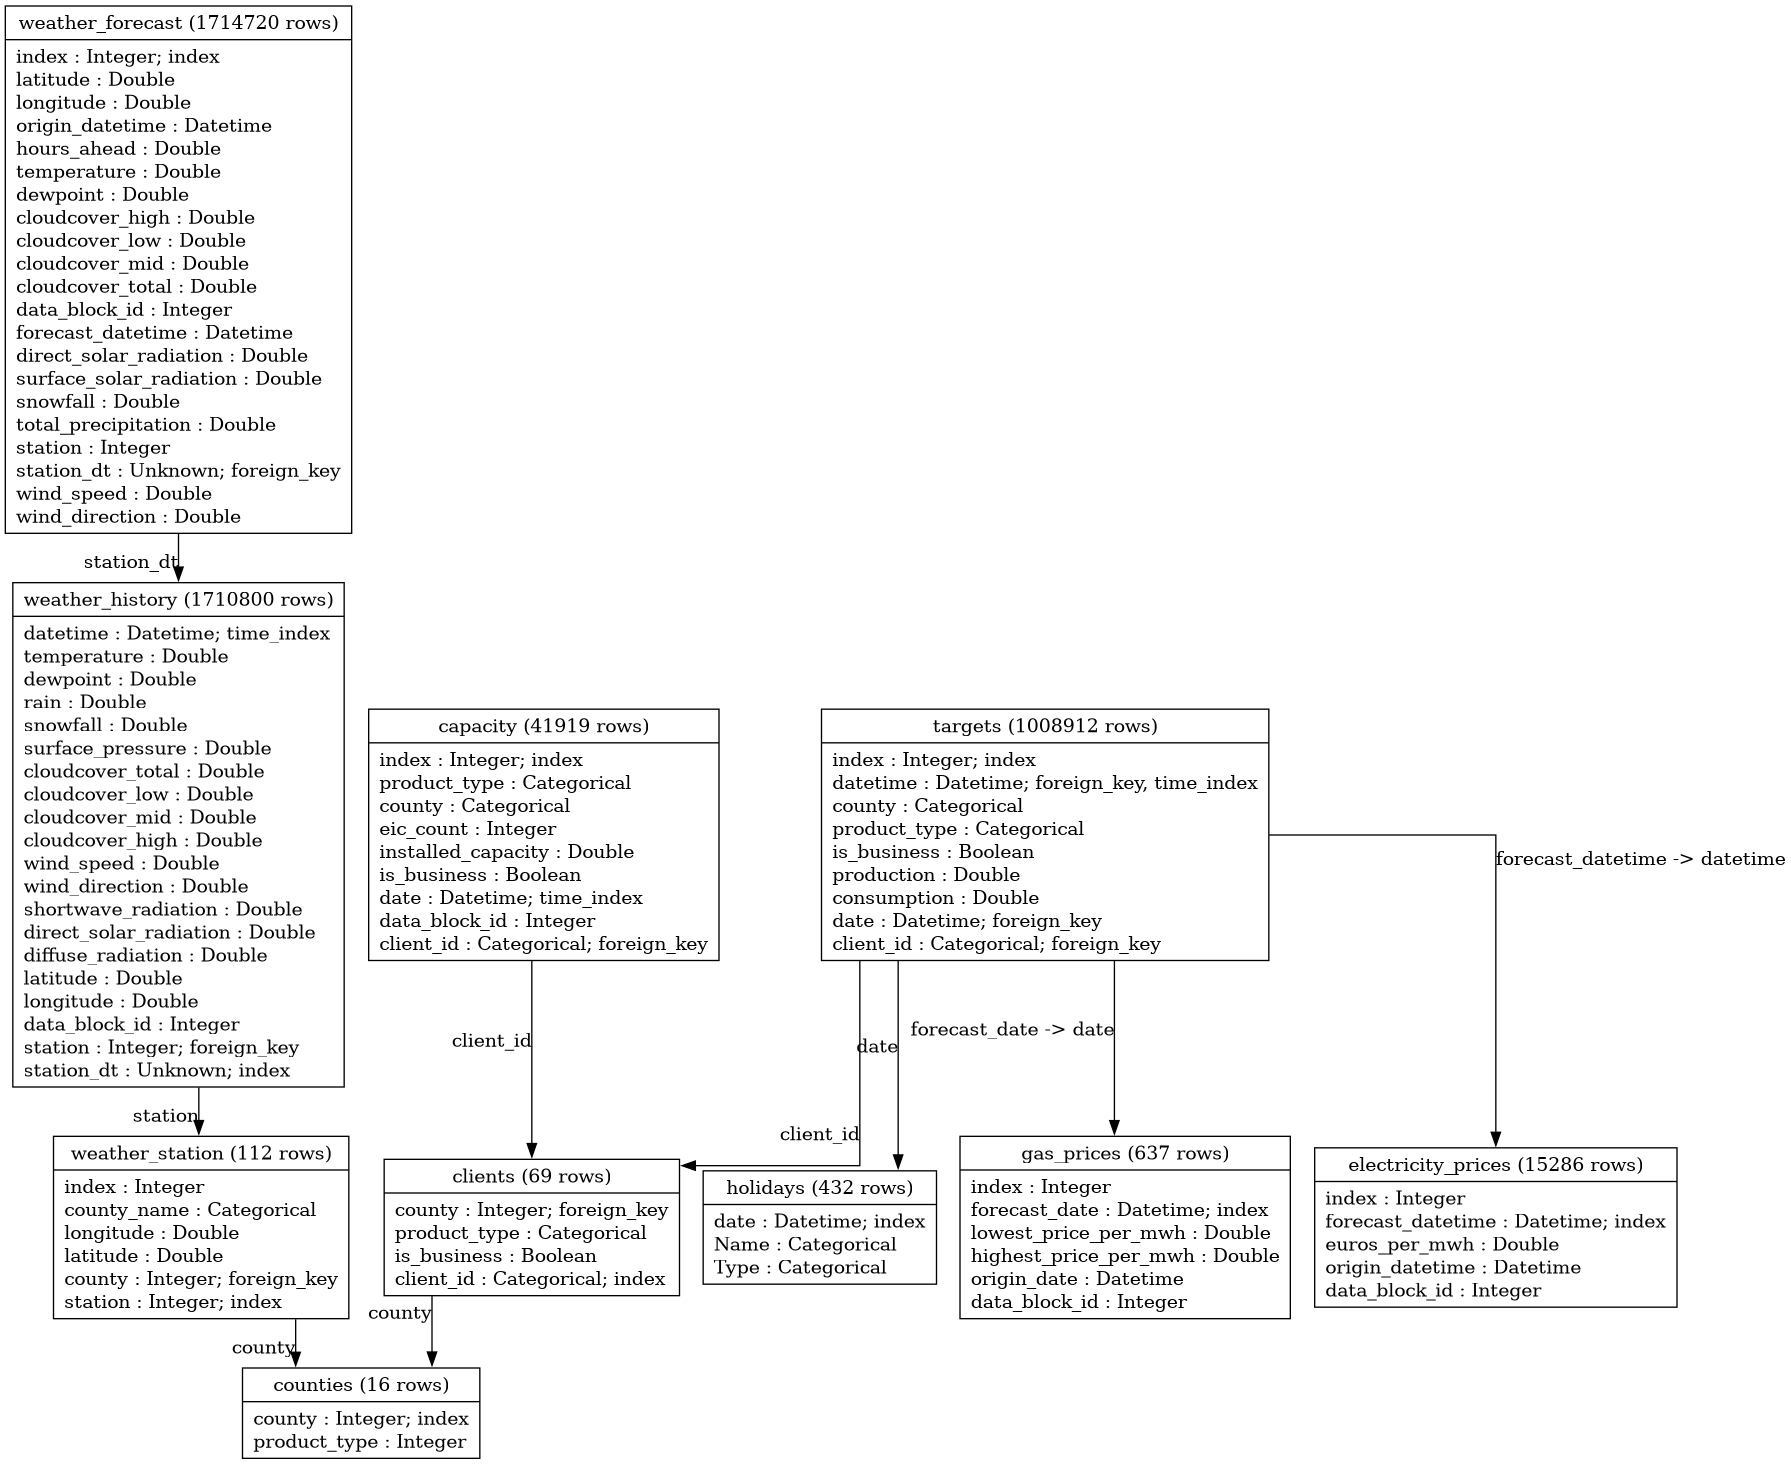 weather_forecast (1714720 rows)
index : Integer; index
latitude : Double
longitude : Double
origin_datetime : Datetime
hours_ahead : Double
temperature : Double
dewpoint : Double
cloudcover_high : Double
cloudcover_low : Double
cloudcover_mid : Double
cloudcover_total : Double
data_block_id : Integer
forecast_datetime : Datetime
direct_solar_radiation : Double
surface_solar_radiation : Double
snowfall : Double
total_precipitation : Double
station : Integer
station_dt : Unknown; foreign_key
wind_speed : Double
wind_direction : Double
station_dt
weather_history (1710800 rows)
datetime : Datetime; time_index
temperature : Double
dewpoint : Double
rain : Double
snowfall : Double
surface_pressure : Double
cloudcover_total : Double
cloudcover_low : Double
cloudcover_mid : Double
cloudcover_high : Double
wind_speed : Double
wind_direction : Double
shortwave_radiation : Double
direct_solar_radiation : Double
diffuse_radiation : Double
latitude : Double
longitude : Double
data_block_id : Integer
station : Integer; foreign_key
station_dt : Unknown; index
station
weather_station (112 rows)
index : Integer
county_name : Categorical
longitude : Double
latitude : Double
county : Integer; foreign_key
station : Integer; index
county
capacity (41919 rows)
index : Integer; index
product_type : Categorical
county : Categorical
eic_count : Integer
installed_capacity : Double
is_business : Boolean
date : Datetime; time_index
data_block_id : Integer
client_id : Categorical; foreign_key
client_id
clients (69 rows)
county : Integer; foreign_key
product_type : Categorical
is_business : Boolean
client_id : Categorical; index
county
counties (16 rows)
county : Integer; index
product_type : Integer
targets (1008912 rows)
index : Integer; index
datetime : Datetime; foreign_key, time_index
county : Categorical
product_type : Categorical
is_business : Boolean
production : Double
consumption : Double
date : Datetime; foreign_key
client_id : Categorical; foreign_key
client_id
date
forecast_date -> date
forecast_datetime -> datetime
holidays (432 rows)
date : Datetime; index
Name : Categorical
Type : Categorical
gas_prices (637 rows)
index : Integer
forecast_date : Datetime; index
lowest_price_per_mwh : Double
highest_price_per_mwh : Double
origin_date : Datetime
data_block_id : Integer
electricity_prices (15286 rows)
index : Integer
forecast_datetime : Datetime; index
euros_per_mwh : Double
origin_datetime : Datetime
data_block_id : Integer